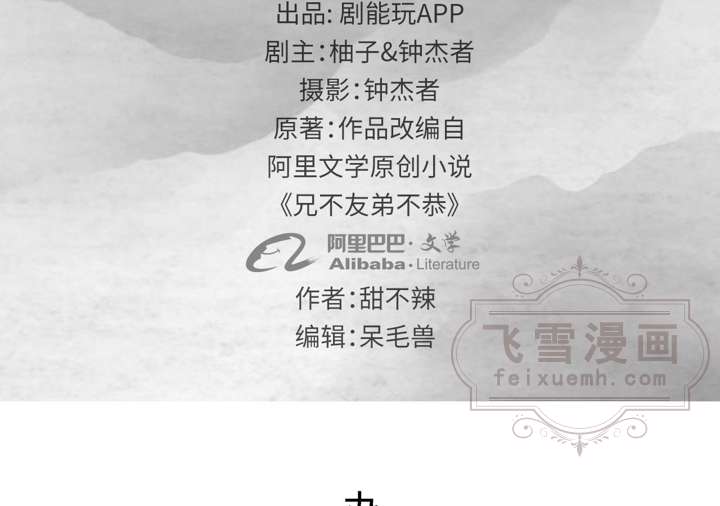 出品: 剧能玩APP
剧主：柚子&钟杰者
摄影：钟杰者
原著：作品改编自
阿里文学原创小说
《兄不友弟不恭》
阿里巴巴·文学
Alibaba·Literature
作者：甜不辣
编辑：呆毛兽
飞雪漫画
feixuemh.com